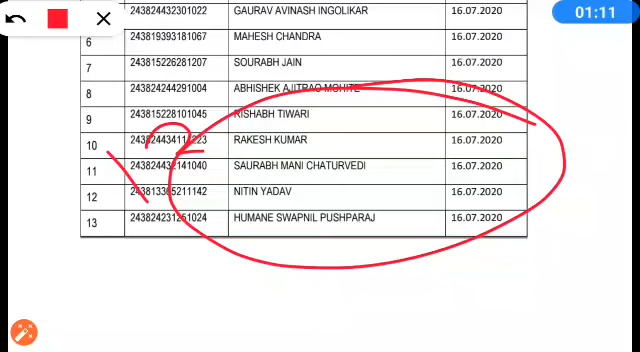 01:11
243824432301022 GAURAV AVINASH INGOLIKAR 16.07.2020
6 243819393181067 MAHESH CHANDRA 16.07.2020
7 243815226281207 SOURABH JAIN 16.07.2020
8 243824244291004 ABHISHEK AJITRAO MOHITE 16.07.2020
9 243815228101045 RISHABH TIWARI 16.07.2020
10 RAKESH KUMAR 16.07.2020
11 SAURABH MANI CHATURVEDI 16.07.2020
12 NITIN YADAV 16.07.2020
13 HUMANE SWAPNIL PUSHPARAJ 16.07.2020